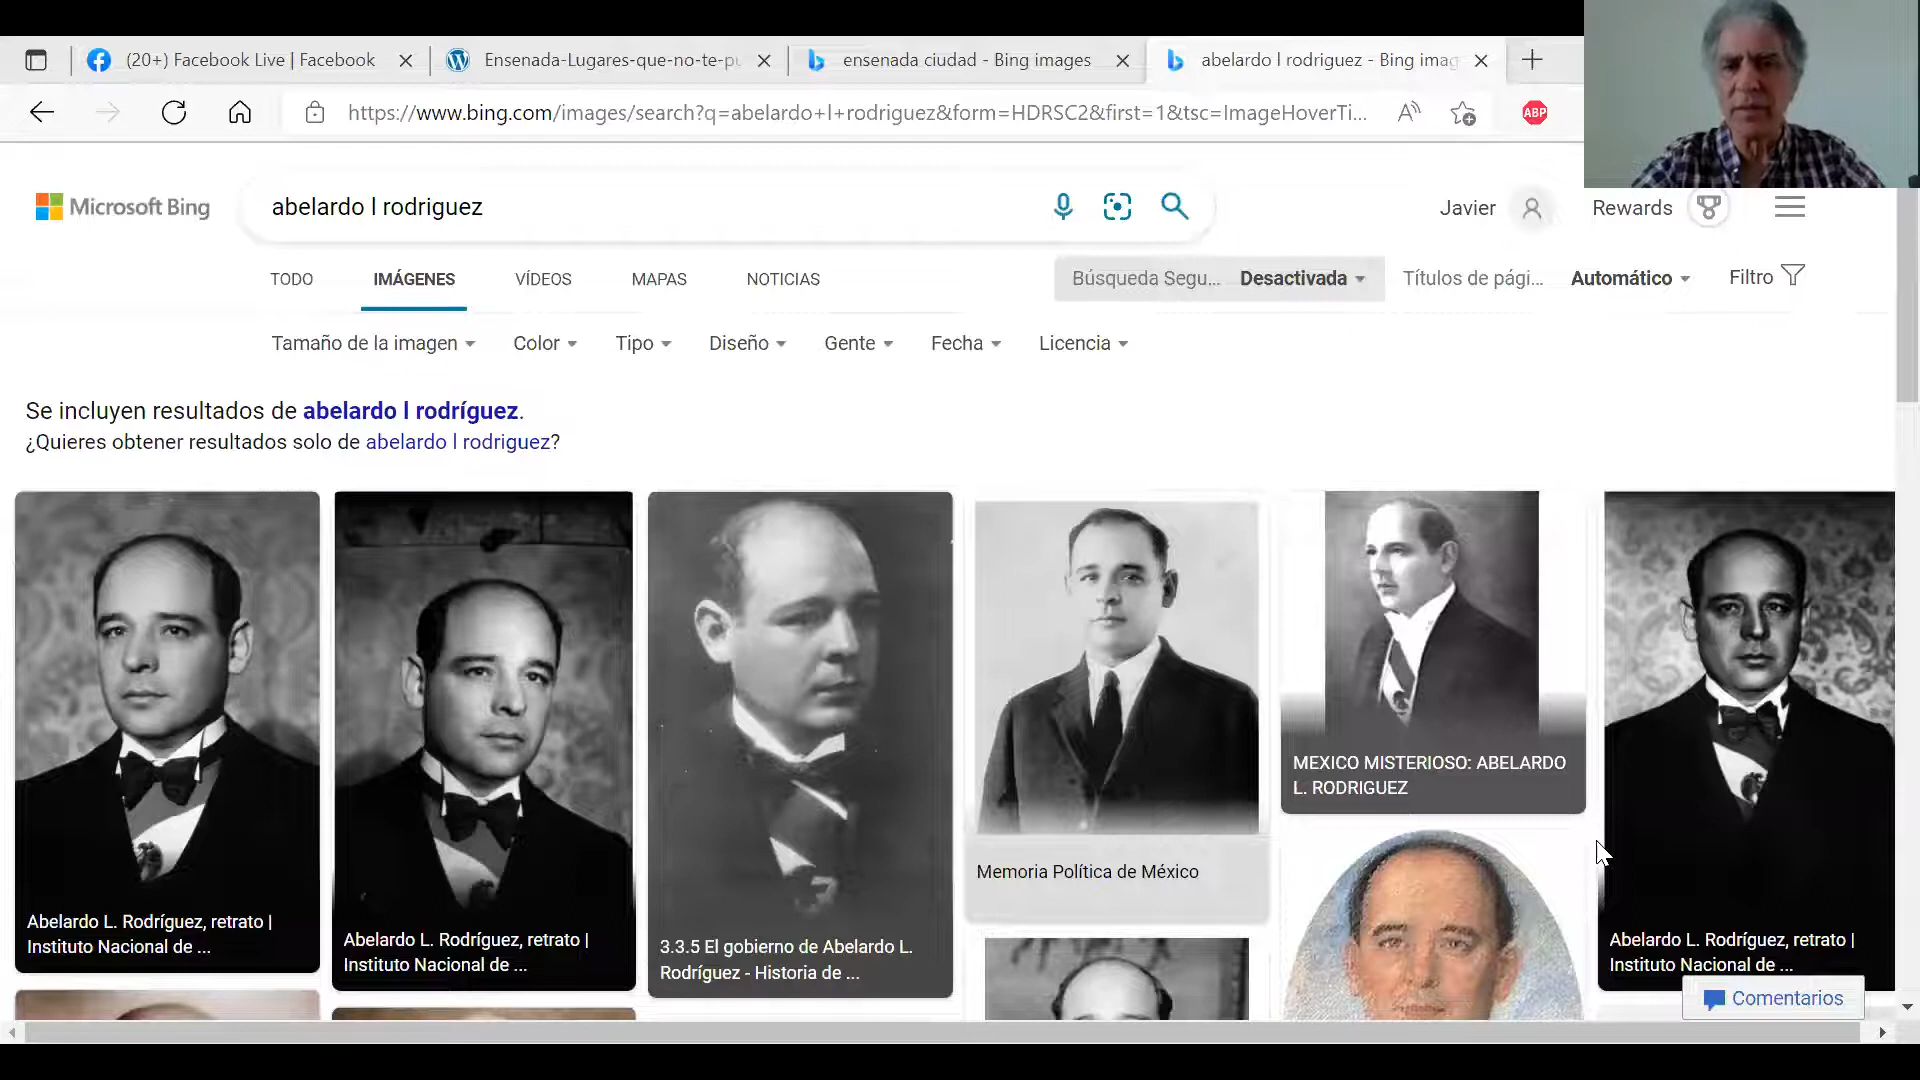 (20+) Facebook Live | Facebook
Ensenada-Lugares-que-no-te-pu
ensenada ciudad - Bing images
abelardo l rodriguez - Bing imag
https://www.bing.com/images/search?q=abelardo+l+rodriguez&form=HDRSC2&first=1&tsc=ImageHoverTi...
ABP
Microsoft Bing
abelardo l rodriguez
Javier
Rewards
TODO
IMÁGENES
VÍDEOS
MAPAS
NOTICIAS
Búsqueda Segu... Desactivada
Títulos de pági... Automático
Filtro
Tamaño de la imagen
Color
Tipo
Diseño
Gente
Fecha
Licencia
Se incluyen resultados de abelardo l rodríguez.
¿Quieres obtener resultados solo de abelardo l rodriguez?
Abelardo L. Rodríguez, retrato |
Instituto Nacional de ...
Abelardo L. Rodríguez, retrato |
Instituto Nacional de ...
3.3.5 El gobierno de Abelardo L.
Rodríguez - Historia de ...
Memoria Política de México
MEXICO MISTERIOSO: ABELARDO
L. RODRIGUEZ
Abelardo L. Rodríguez, retrato |
Instituto Nacional de ...
Comentarios